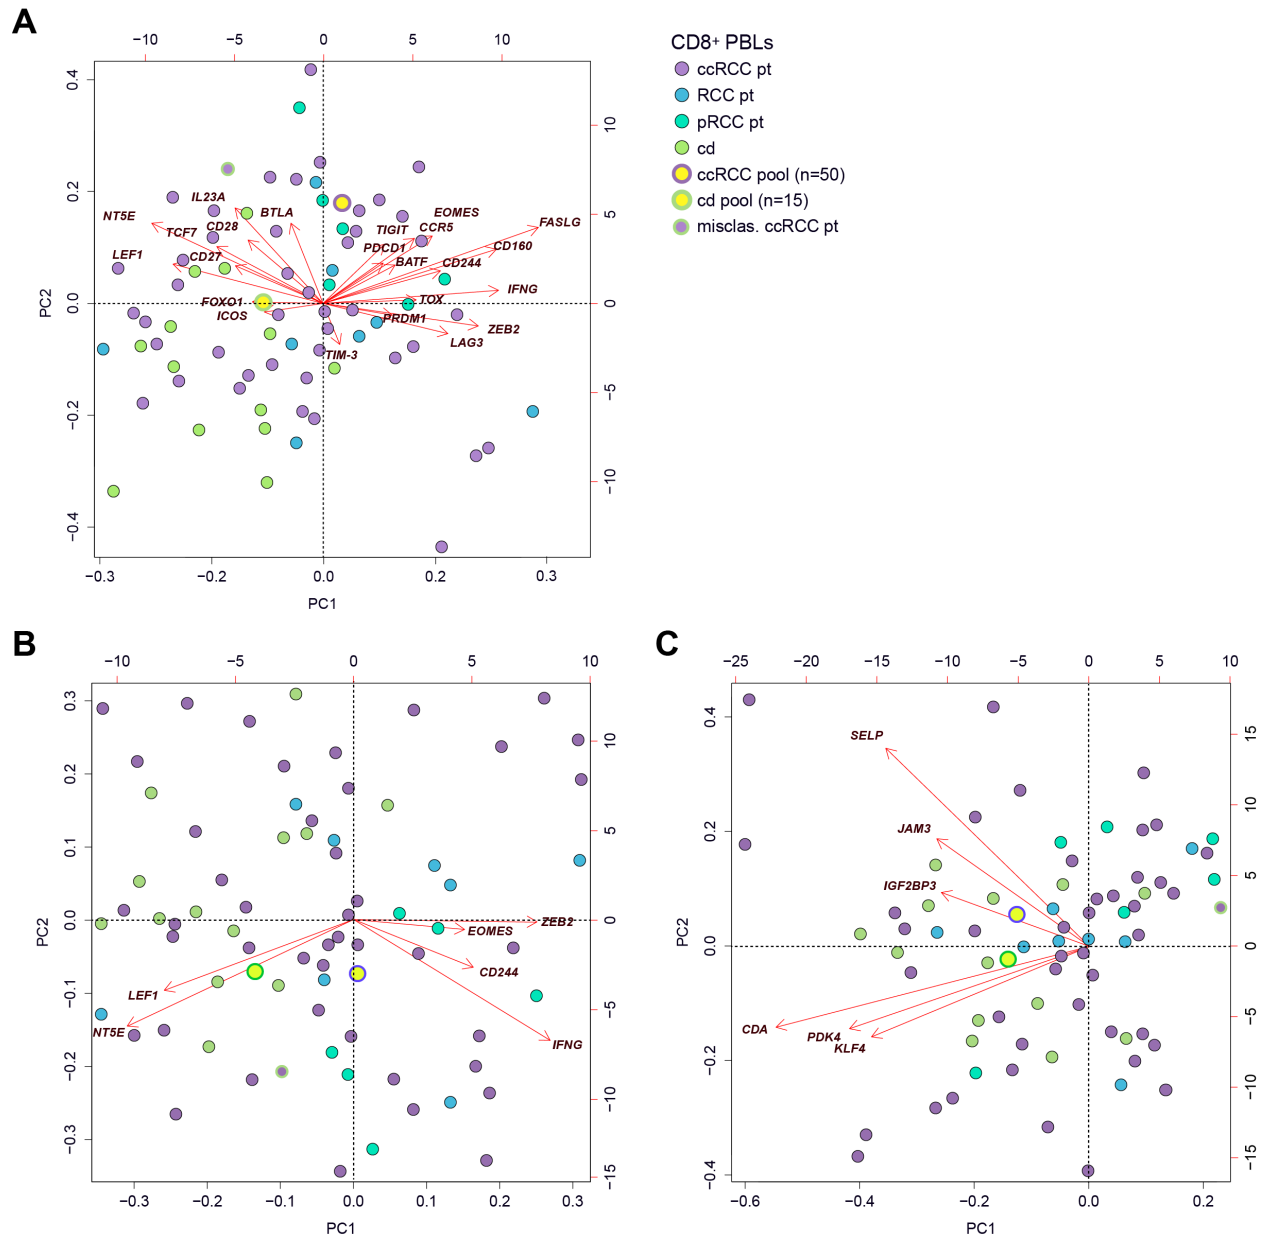 A
−10 −5 0 5 10
0.4
0.2
0.0
−0.2
−0.4
PC2
10
5
0
−5
−10
NT5E
IL23A
BTLA
TCF7
CD28
LEF1
CD27
FOXO1
ICOS
EOMES
TIGIT
CCR5
FASLG
PDCD1
CD160
BATF
CD244
IFNG
TOX
PRDM1
ZEB2
LAG3
TIM-3
−0.3 −0.2 0.0 0.2 0.3
PC1
CD8+ PBLs
ccRCC pt
RCC pt
pRCC pt
cd
ccRCC pool (n=50)
cd pool (n=15)
misclas. ccRCC pt
B
−10 −5 0 5 10
0.3
0.2
0.1
0.0
−0.1
−0.2
−0.3
PC2
10
5
0
−5
−10
−15
ZEB2
EOMES
CD244
LEF1
NT5E
IFNG
−0.3 −0.2 −0.1 0.0 0.1 0.2 0.3
PC1
C
−25 −20 −15 −10 −5 0 5 10
0.4
0.2
0.0
−0.2
−0.4
PC2
15
10
5
0
−5
−10
−15
SELP
JAM3
IGF2BP3
CDA
PDK4
KLF4
−0.6 −0.4 −0.2 0.0 0.2
PC1